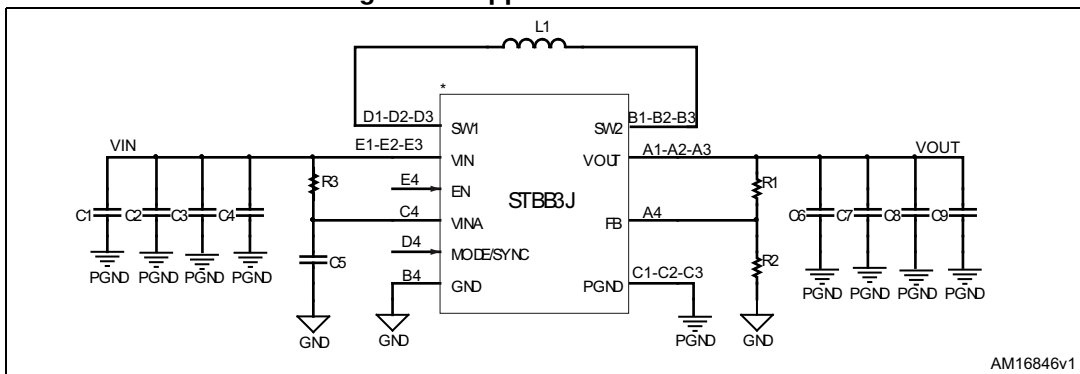 L1
*
D1-D2-D3
B1-B2-B3
SW1
SW2
VIN
E1-E2-E3
VIN
VOUT
A1-A2-A3
VOUT
R3
R1
E4
EN
STBB3J
C1
C2
C3
C4
C4
VINA
FB
A4
C6
C7
C8
C9
D4
MODE/SYNC
C5
R2
PGND
PGND
PGND
PGND
B4
GND
PGND
C1-C2-C3
PGND
PGND
PGND
PGND
GND
GND
PGND
GND
AM16846v1